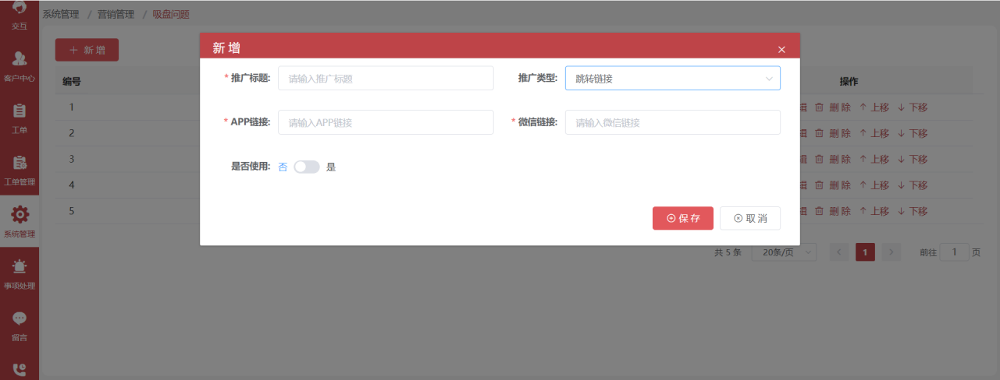 系统管理 / 营销管理 / 吸盘问题
交互
客户中心
工单
工单管理
系统管理
事项处理
留言
+ 新增
编号
操作
1
删除 ↑ 上移 ↓ 下移
2
删除 ↑ 上移 ↓ 下移
3
删除 ↑ 上移 ↓ 下移
4
删除 ↑ 上移 ↓ 下移
5
删除 ↑ 上移 ↓ 下移
新增
* 推广标题: 请输入推广标题
推广类型: 跳转链接
* APP链接: 请输入APP链接
* 微信链接: 请输入微信链接
是否使用: 否 是
保存 取消
共 5 条 20条/页 < 1 > 前往 1 页